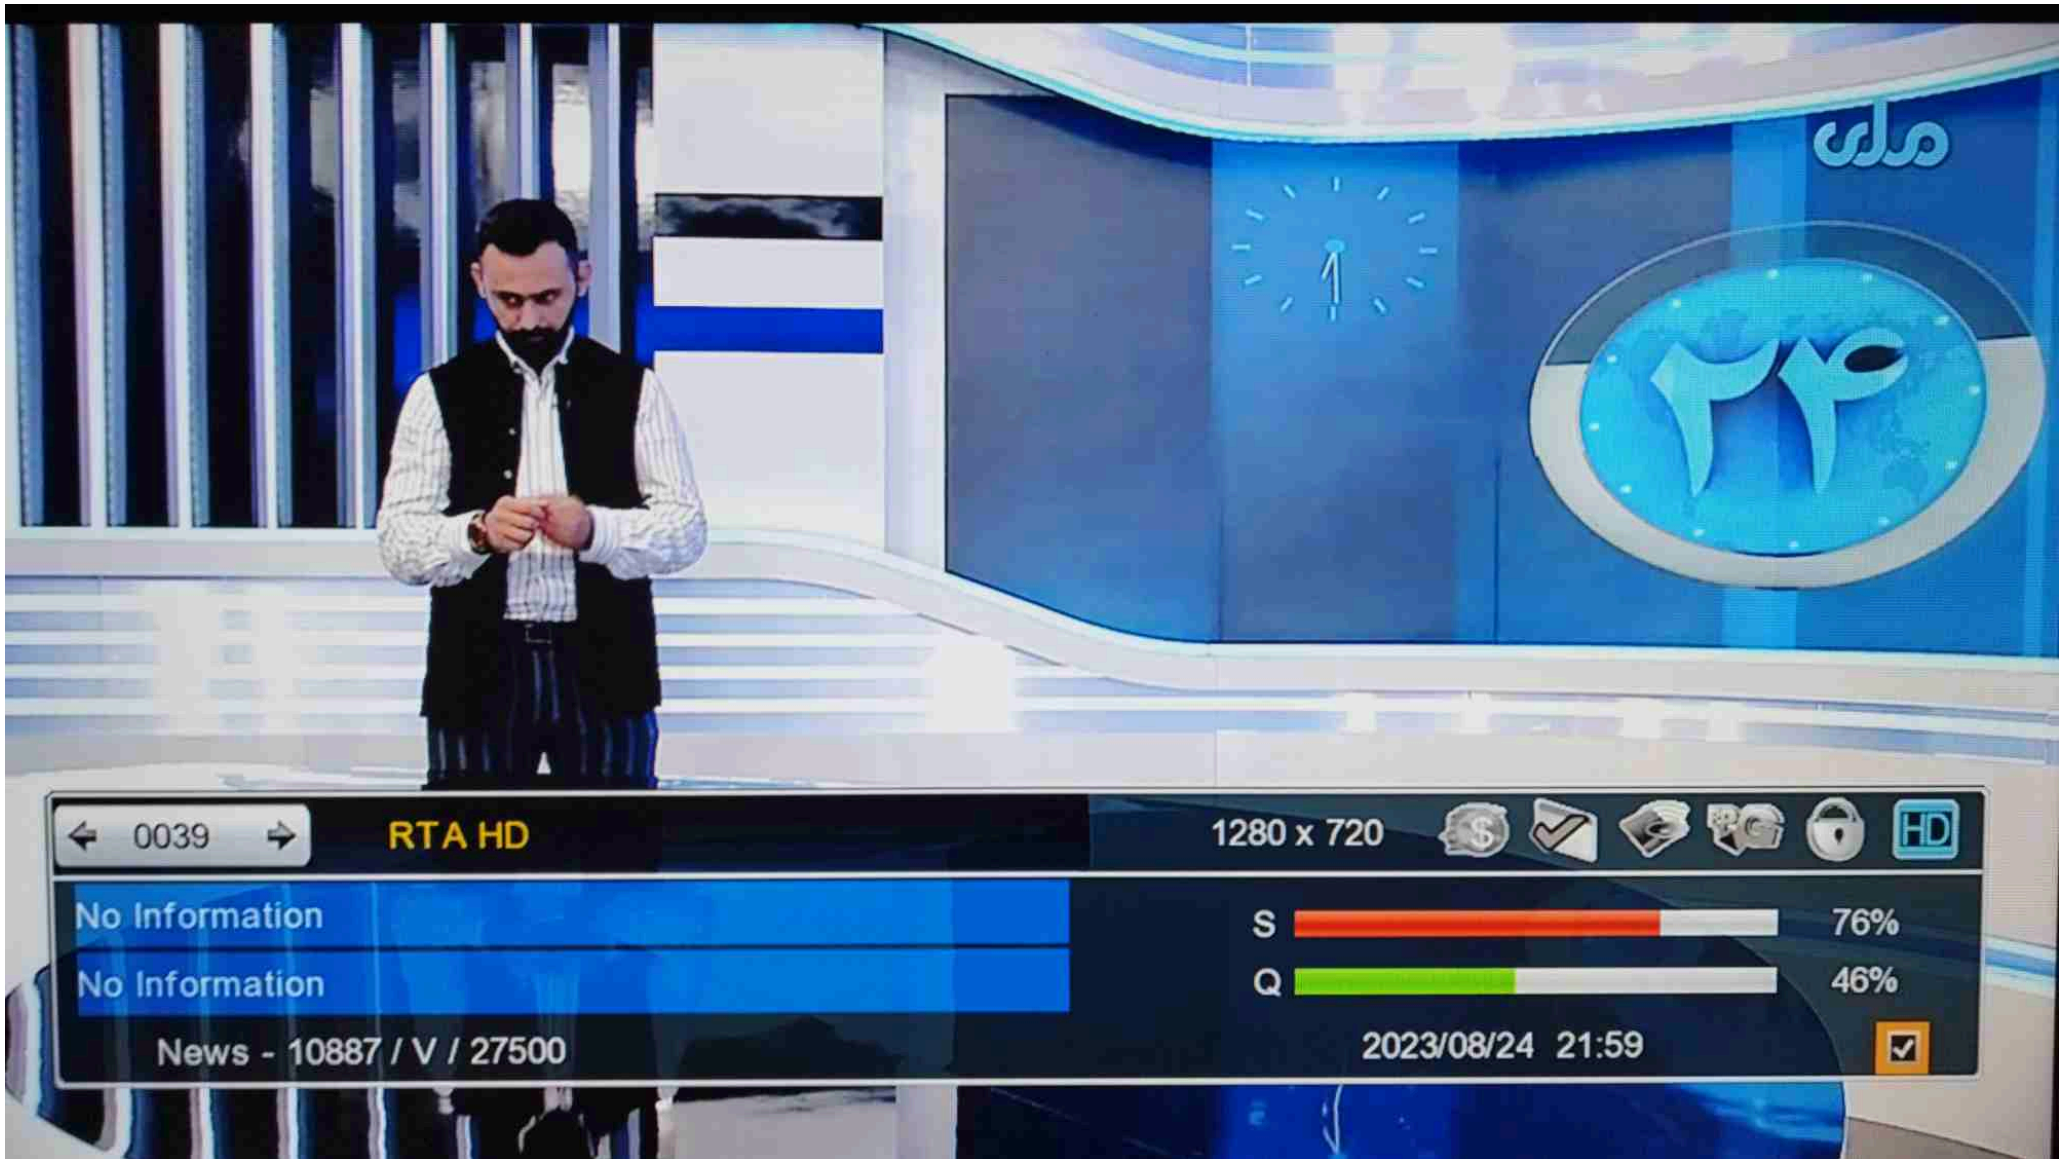 ملی
۲۴
0039
RTA HD
1280 x 720
EPG
HD
No Information
No Information
S 76%
Q 46%
News - 10887 / V / 27500
2023/08/24 21:59